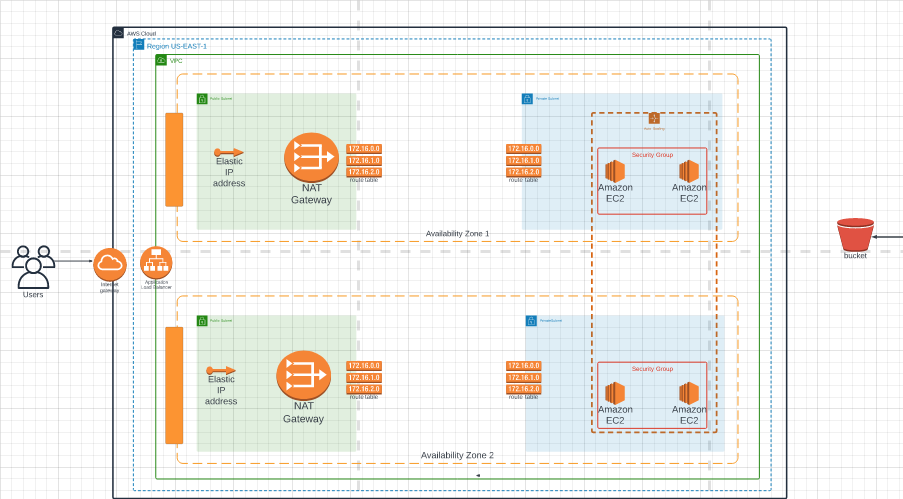 AWS Cloud
Region US-EAST-1
VPC
Public Subnet
Private Subnet
Auto Scaling
Elastic
IP
address
NAT
Gateway
172.16.0.0
172.16.1.0
172.16.2.0
route table
172.16.0.0
172.16.1.0
172.16.2.0
route table
Security Group
Amazon
EC2
Amazon
EC2
Availability Zone 1
Users
Internet
gateway
Application
Load Balancer
bucket
Public Subnet
PrivateSubnet
Elastic
IP
address
NAT
Gateway
172.16.0.0
172.16.1.0
172.16.2.0
route table
172.16.0.0
172.16.1.0
172.16.2.0
route table
Security Group
Amazon
EC2
Amazon
EC2
Availability Zone 2